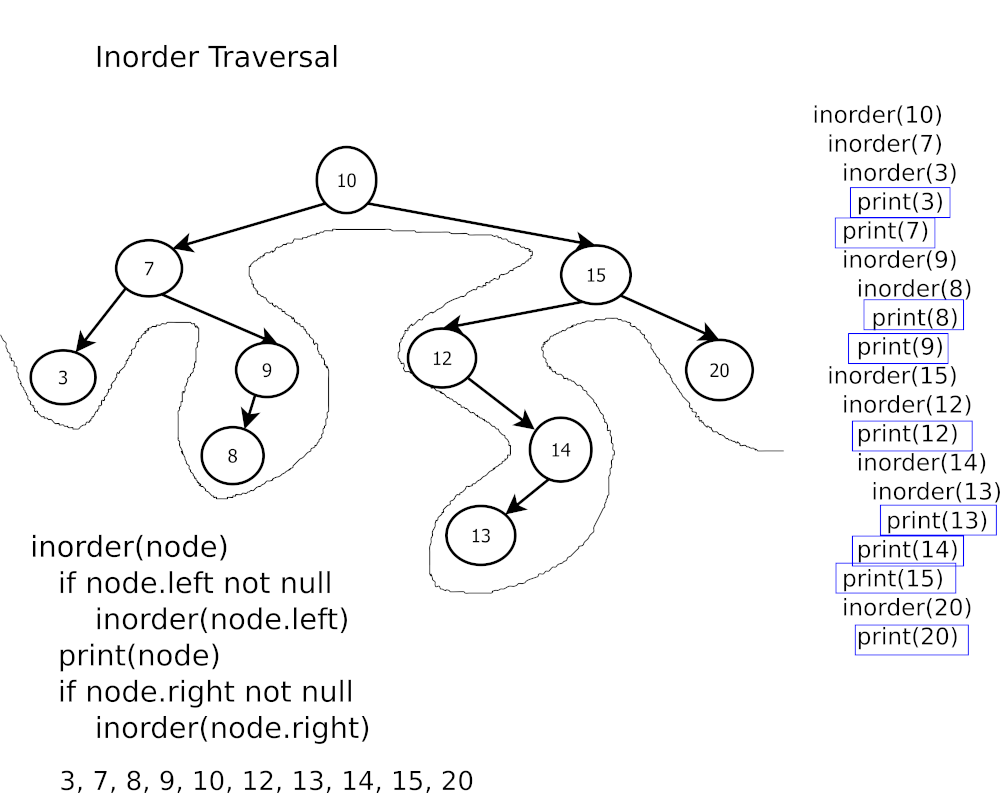 Inorder Traversal
10
7
15
3
9
12
20
8
14
13
inorder(node)
if node.left not null
inorder(node.left)
print(node)
if node.right not null
inorder(node.right)
3, 7, 8, 9, 10, 12, 13, 14, 15, 20
inorder(10)
inorder(7)
inorder(3)
print(3)
print(7)
inorder(9)
inorder(8)
print(8)
print(9)
inorder(15)
inorder(12)
print(12)
inorder(14)
inorder(13)
print(13)
print(14)
print(15)
inorder(20)
print(20)